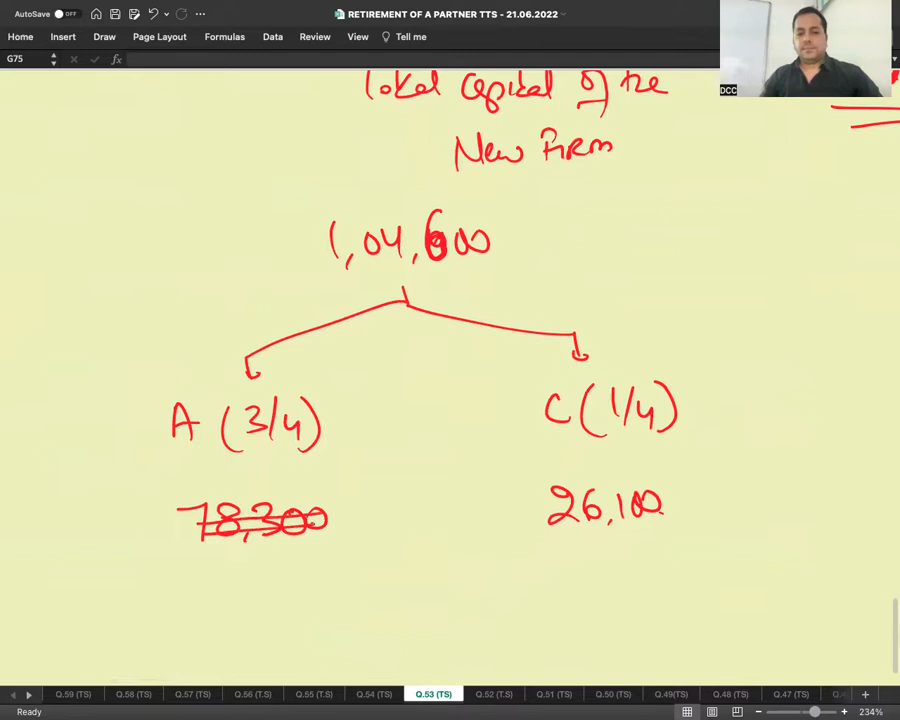 AutoSave OFF
RETIREMENT OF A PARTNER TTS - 21.06.2022
Home Insert Draw Page Layout Formulas Data Review View Tell me
G75 fx
DCC
Total Capital of the
New Firm
1,04,600
A (3/4) C (1/4)
78,300 26,100
Q.59 (TS) Q.58 (TS) Q.57 (TS) Q.56 (T.S) Q.55 (T.S) Q.54 (TS) Q.53 (TS) Q.52 (T.S) Q.51 (TS) Q.50 (TS) Q.49(TS) Q.48 (TS) Q.47 (TS)
Ready 234%